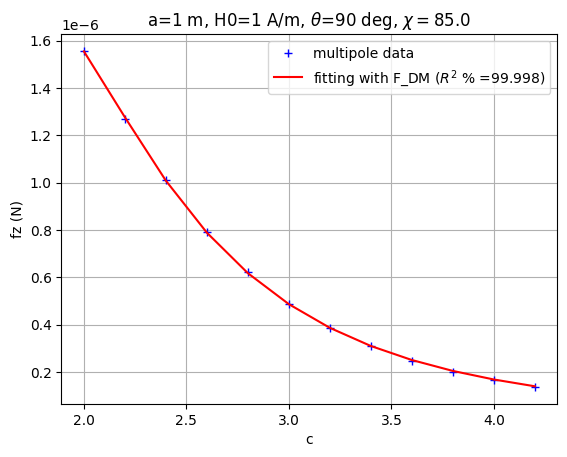 a=1 m, H0=1 A/m, θ=90 deg, χ = 85.0
1e−6
multipole data
fitting with F_DM (R² % =99.998)
1.6
1.4
1.2
1.0
0.8
0.6
0.4
0.2
fz (N)
2.0 2.5 3.0 3.5 4.0
c